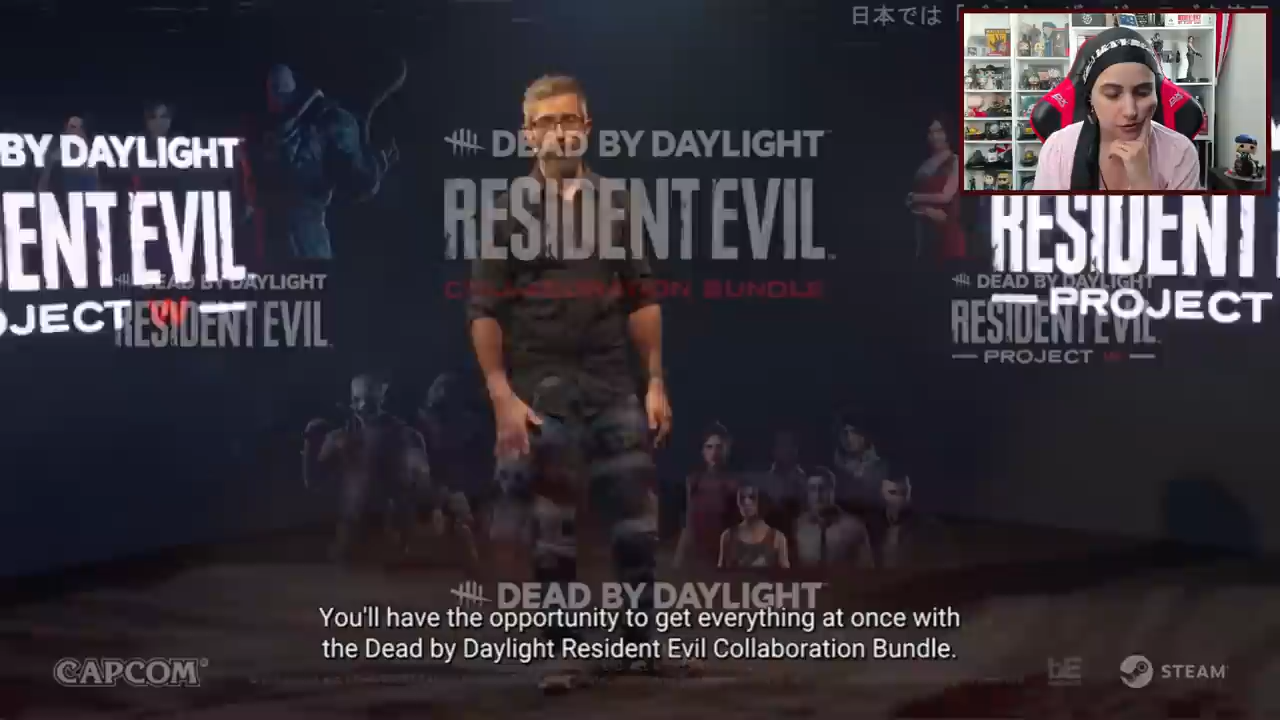 日本では「
BY DAYLIGHT
DENT EVIL
OJECT W
DEAD BY DAYLIGHT
RESIDENT EVIL
COLLABORATION BUNDLE
RESIDENT
PROJECT
DEAD BY DAYLIGHT
RESIDENT EVIL
DEAD BY DAYLIGHT
RESIDENT EVIL
PROJECT W
DEAD BY DAYLIGHT
You'll have the opportunity to get everything at once with
the Dead by Daylight Resident Evil Collaboration Bundle.
CAPCOM
bE
STEAM